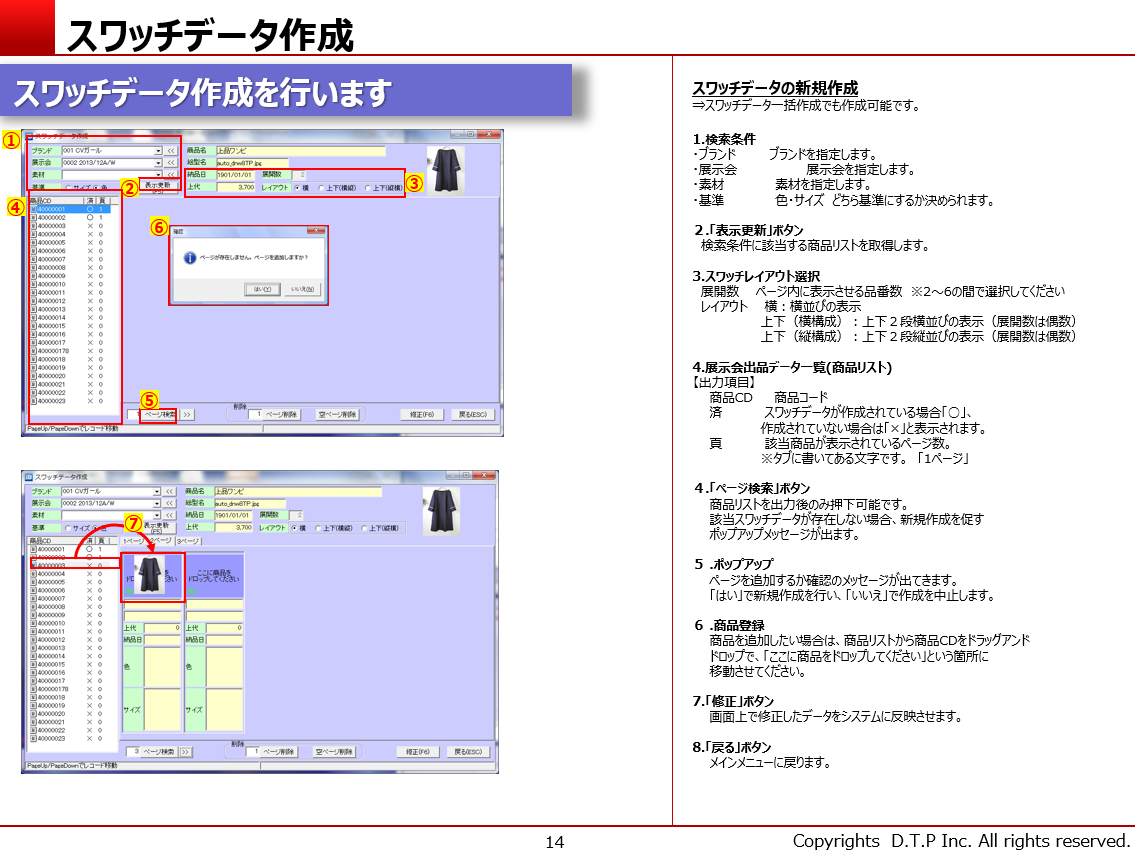 スワッチデータ作成
スワッチデータ作成を行います
①
スワッチデータ作成
ブランド 001 CVガール <<
展示会 0002 2013/12A/W <<
素材 <<
基準 サイズ 色
②
表示更新
(F5)
商品名 上品ワンピ
絵型名 auto_drw8TP.jpg
納品日 1901/01/01 展開数 2
上代 3,700 レイアウト 横 上下(横縦) 上下(縦横)
③
④
商品CD 済 頁
40000001 ○ 1
40000002 ○ 1
40000003 × 0
40000004 × 0
40000005 × 0
40000006 × 0
40000007 × 0
40000008 × 0
40000009 × 0
40000010 × 0
40000011 × 0
40000012 × 0
40000013 × 0
40000014 × 0
40000015 × 0
40000016 × 0
40000017 × 0
4000017B × 0
40000018 × 0
40000019 × 0
40000020 × 0
40000021 × 0
40000022 × 0
40000023 × 0
⑥
確認
ページが存在しません。ページを追加しますか？
はい(Y) いいえ(N)
⑤
ページ検索 >> 削除 1 ページ削除 空ページ削除 修正(F6) 戻る(ESC)
PageUp/PageDownでレコード移動
スワッチデータ作成
ブランド 001 CVガール <<
展示会 0002 2013/12A/W <<
素材 <<
基準 サイズ 色
表示更新
(F5)
商品名 上品ワンピ
絵型名 auto_drw8TP.jpg
納品日 1901/01/01 展開数 2
上代 3,700 レイアウト 横 上下(横縦) 上下(縦横)
⑦
商品CD 済 頁
40000001 ○ 1
40000003 × 0
40000004 × 0
40000005 × 0
40000006 × 0
40000007 × 0
40000008 × 0
40000009 × 0
40000010 × 0
40000011 × 0
40000012 × 0
40000013 × 0
40000014 × 0
40000015 × 0
40000016 × 0
40000017 × 0
4000017B × 0
40000018 × 0
40000019 × 0
40000020 × 0
40000021 × 0
40000022 × 0
40000023 × 0
1ページ 2ページ 3ページ
ここに商品を
ドロップしてください
上代 0 上代 0
納品日 納品日
色 色
サイズ サイズ
3 ページ検索 >> 削除 1 ページ削除 空ページ削除 修正(F6) 戻る(ESC)
PageUp/PageDownでレコード移動
スワッチデータの新規作成
⇒スワッチデータ一括作成でも作成可能です。
1.検索条件
・ブランド ブランドを指定します。
・展示会 展示会を指定します。
・素材 素材を指定します。
・基準 色・サイズ どちら基準にするか決められます。
２.「表示更新」ボタン
検索条件に該当する商品リストを取得します。
3.スワッチレイアウト選択
展開数 ページ内に表示させる品番数 ※2～6の間で選択してください
レイアウト 横：横並びの表示
上下（横構成）：上下２段横並びの表示（展開数は偶数）
上下（縦構成）：上下２段縦並びの表示（展開数は偶数）
4.展示会出品データ一覧(商品リスト)
【出力項目】
商品CD 商品コード
済 スワッチデータが作成されている場合「○」、
作成されていない場合は「×」と表示されます。
頁 該当商品が表示されているページ数。
※タブに書いてある文字です。「1ページ」
４.「ページ検索」ボタン
商品リストを出力後のみ押下可能です。
該当スワッチデータが存在しない場合、新規作成を促す
ポップアップメッセージが出ます。
５ .ポップアップ
ページを追加するか確認のメッセージが出てきます。
「はい」で新規作成を行い、「いいえ」で作成を中止します。
６ .商品登録
商品を追加したい場合は、商品リストから商品CDをドラッグアンド
ドロップで、「ここに商品をドロップしてください」という箇所に
移動させてください。
7.「修正」ボタン
画面上で修正したデータをシステムに反映させます。
8.「戻る」ボタン
メインメニューに戻ります。
14
Copyrights D.T.P Inc. All rights reserved.